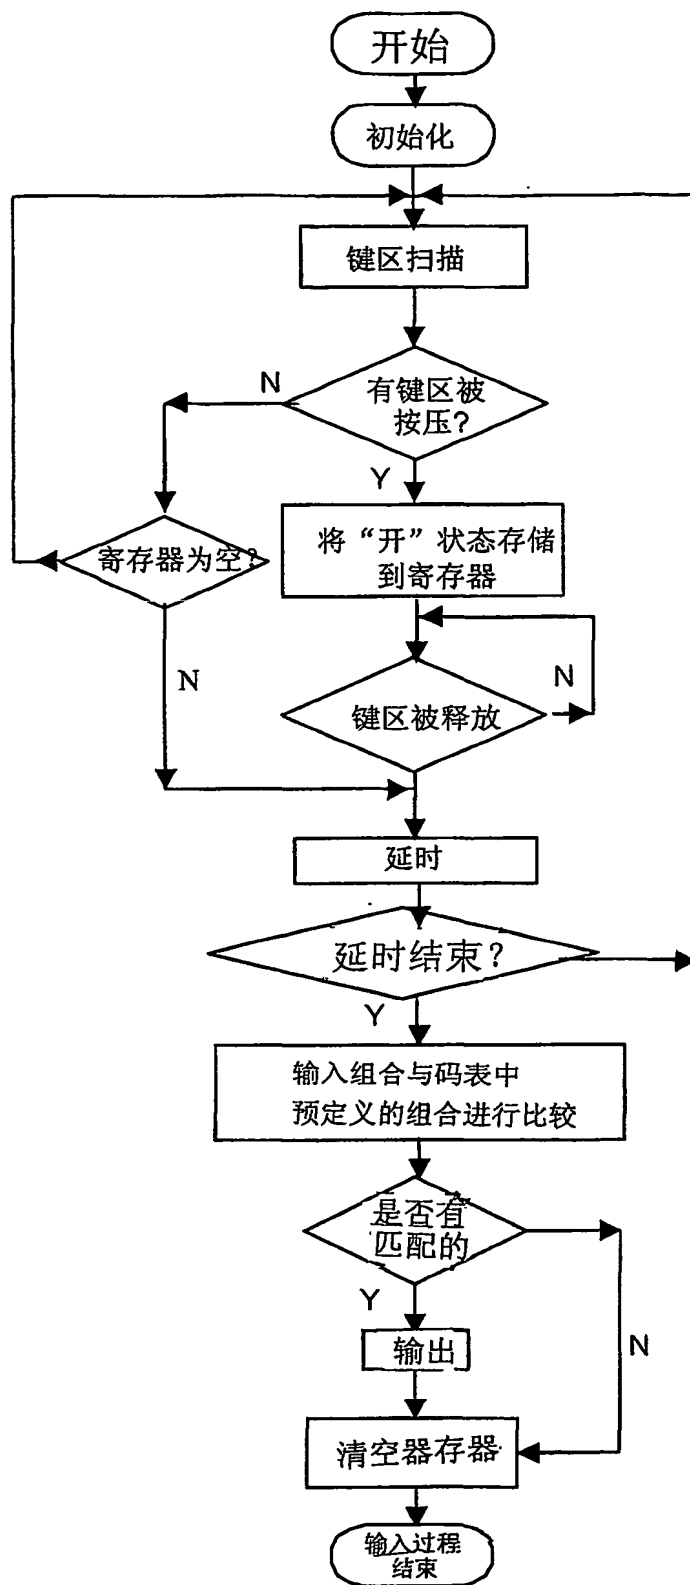 开始
初始化
键区扫描
N
有键区被
按压?
Y
寄存器为空?
将“开”状态存储
到寄存器
N
N
键区被释放
延时
延时结束?
Y
输入组合与码表中
预定义的组合进行比较
是否有
匹配的
Y
N
输出
清空器存器
输入过程
结束